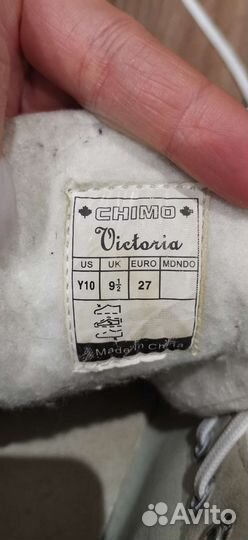 CHIMO
Victoria
US UK EURO MDNDO
Y10 9½ 27
Made in China
Avito